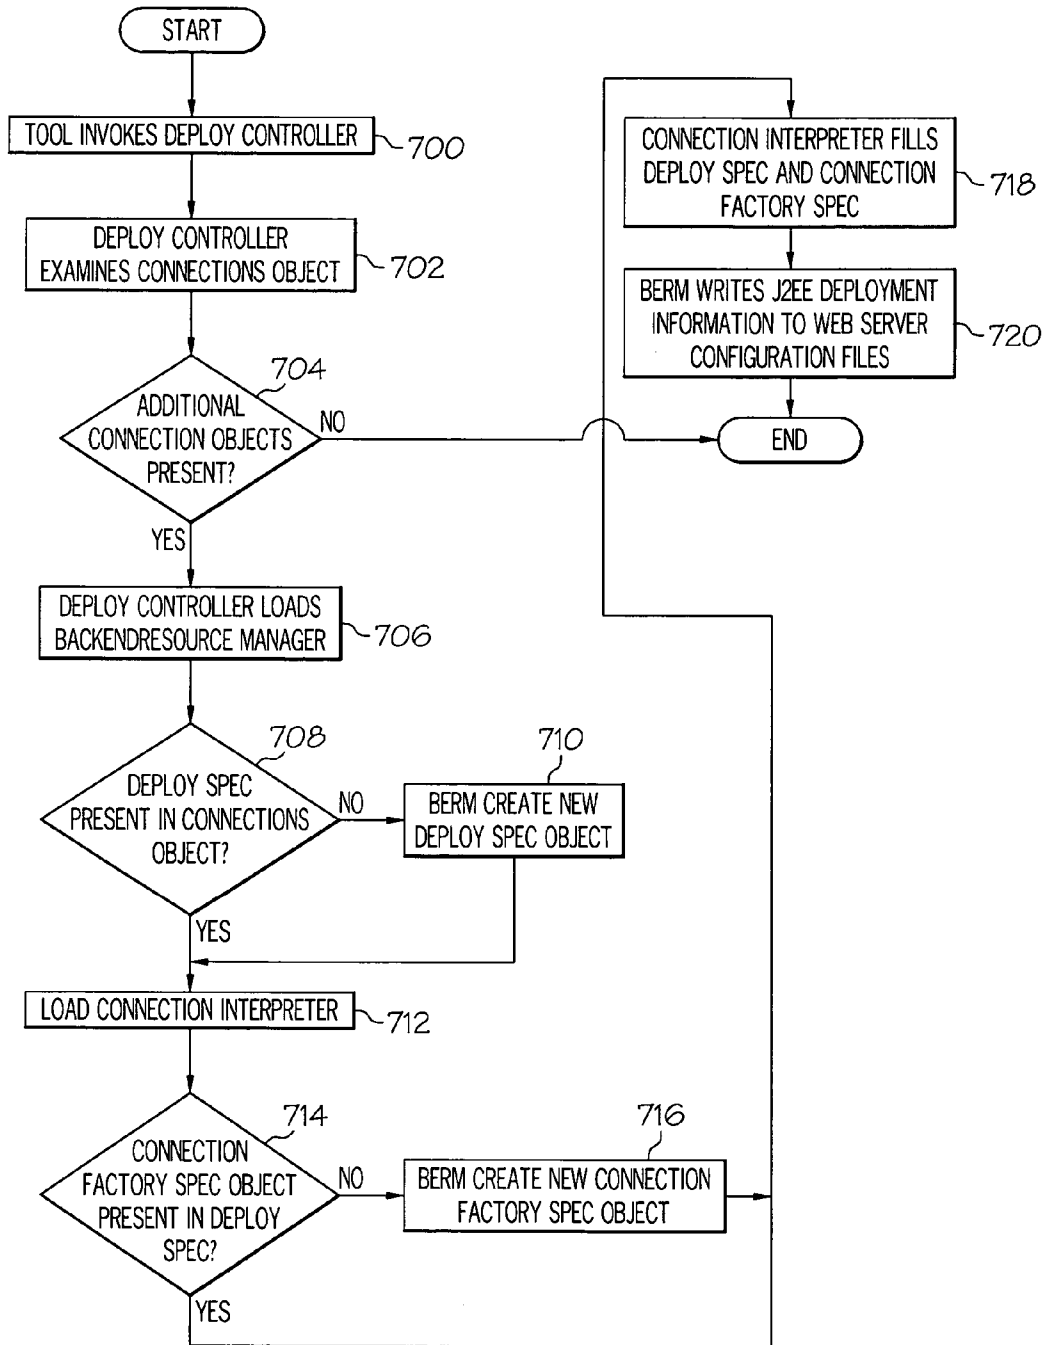 START
TOOL INVOKES DEPLOY CONTROLLER
700
DEPLOY CONTROLLER
EXAMINES CONNECTIONS OBJECT
702
704
ADDITIONAL
CONNECTION OBJECTS
PRESENT?
NO
YES
DEPLOY CONTROLLER LOADS
BACKENDRESOURCE MANAGER
706
708
DEPLOY SPEC
PRESENT IN CONNECTIONS
OBJECT?
NO
YES
710
BERM CREATE NEW
DEPLOY SPEC OBJECT
LOAD CONNECTION INTERPRETER
712
714
CONNECTION
FACTORY SPEC OBJECT
PRESENT IN DEPLOY
SPEC?
NO
YES
716
BERM CREATE NEW CONNECTION
FACTORY SPEC OBJECT
CONNECTION INTERPRETER FILLS
DEPLOY SPEC AND CONNECTION
FACTORY SPEC
718
BERM WRITES J2EE DEPLOYMENT
INFORMATION TO WEB SERVER
CONFIGURATION FILES
720
END